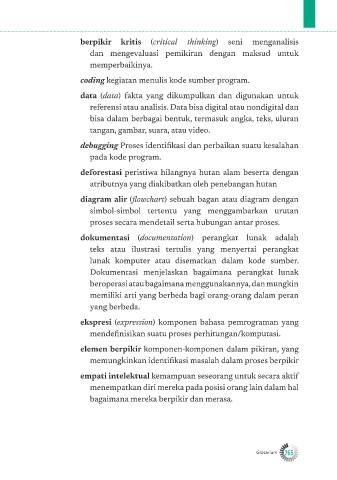 berpikir kritis (critical thinking) seni menganalisis
dan mengevaluasi pemikiran dengan maksud untuk
memperbaikinya.
coding kegiatan menulis kode sumber program.
data (data) fakta yang dikumpulkan dan digunakan untuk
referensi atau analisis. Data bisa digital atau nondigital dan
bisa dalam berbagai bentuk, termasuk angka, teks, uluran
tangan, gambar, suara, atau video.
debugging Proses identifikasi dan perbaikan suatu kesalahan
pada kode program.
deforestasi peristiwa hilangnya hutan alam beserta dengan
atributnya yang diakibatkan oleh penebangan hutan
diagram alir (flowchart) sebuah bagan atau diagram dengan
simbol-simbol tertentu yang menggambarkan urutan
proses secara mendetail serta hubungan antar proses.
dokumentasi (documentation) perangkat lunak adalah
teks atau ilustrasi tertulis yang menyertai perangkat
lunak komputer atau disematkan dalam kode sumber.
Dokumentasi menjelaskan bagaimana perangkat lunak
beroperasi atau bagaimana menggunakannya, dan mungkin
memiliki arti yang berbeda bagi orang-orang dalam peran
yang berbeda.
ekspresi (expression) komponen bahasa pemrograman yang
mendefinisikan suatu proses perhitungan/komputasi.
elemen berpikir komponen-komponen dalam pikiran, yang
memungkinkan identifikasi masalah dalam proses berpikir
empati intelektual kemampuan seseorang untuk secara aktif
menempatkan diri mereka pada posisi orang lain dalam hal
bagaimana mereka berpikir dan merasa.
Glosarium 265